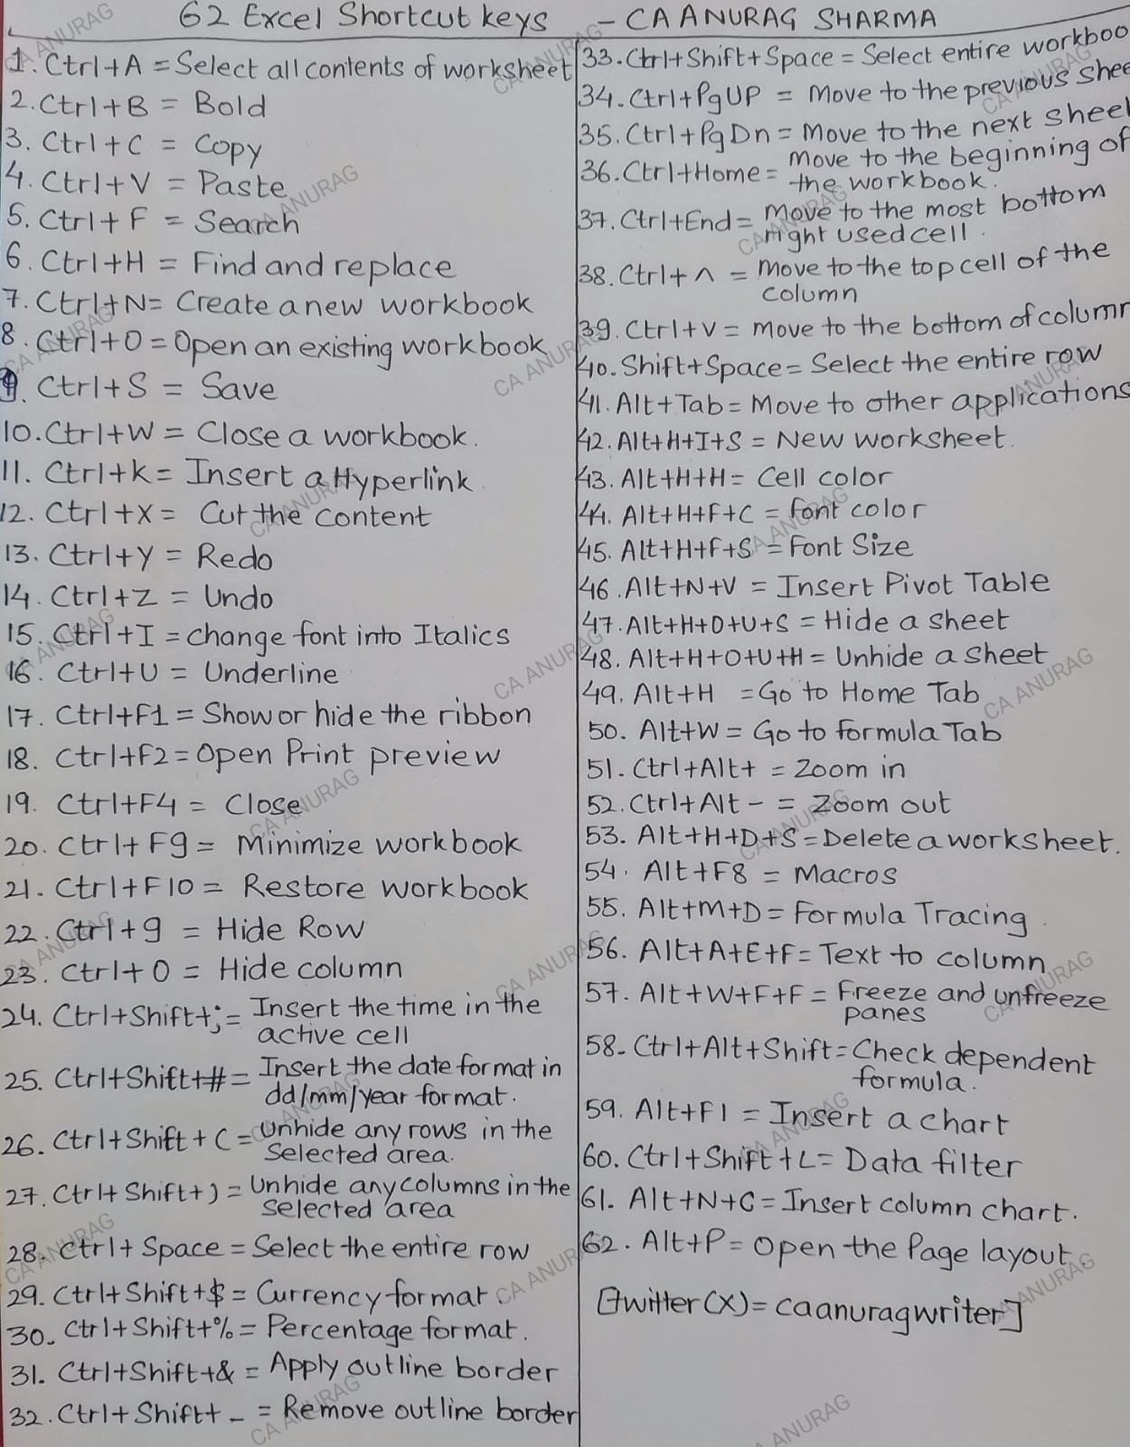 62 Excel Shortcut keys - CA ANURAG SHARMA
1. Ctrl+A = Select all contents of worksheet
2. Ctrl+B = Bold
3. Ctrl+C = Copy
4. Ctrl+V = Paste
5. Ctrl+F = Search
6. Ctrl+H = Find and replace
7. Ctrl+N= Create a new workbook
8. Ctrl+O = Open an existing workbook
9. Ctrl+S = Save
10. Ctrl+W = Close a workbook.
11. Ctrl+k = Insert a Hyperlink
12. Ctrl+x = Cut the content
13. Ctrl+y = Redo
14. Ctrl+z = Undo
15. Ctrl+I = change font into Italics
16. Ctrl+U = Underline
17. Ctrl+F1 = Show or hide the ribbon
18. Ctrl+F2 = Open Print preview
19. Ctrl+F4 = Close
20. Ctrl+F9 = Minimize workbook
21. Ctrl+F10 = Restore workbook
22. Ctrl+9 = Hide Row
23. Ctrl+0 = Hide column
24. Ctrl+Shift+; = Insert the time in the
active cell
25. Ctrl+Shift+# = Insert the date format in
dd/mm/year format.
26. Ctrl+Shift+( = Unhide any rows in the
Selected area.
27. Ctrl+Shift+) = Unhide any columns in the
selected area
28. Ctrl+Space = Select the entire row
29. Ctrl+Shift+$ = Currency format.
30. Ctrl+Shift+% = Percentage format.
31. Ctrl+Shift+& = Apply outline border
32. Ctrl+Shift+- = Remove outline border
33. Ctrl+Shift+Space = Select entire workboo
34. Ctrl+PgUP = Move to the previous shee
35. Ctrl+PgDn = Move to the next sheet
36. Ctrl+Home = Move to the beginning of
the workbook.
37. Ctrl+End = Move to the most bottom
right used cell.
38. Ctrl+^ = Move to the top cell of the
column
39. Ctrl+v = Move to the bottom of column
40. Shift+Space = Select the entire row
41. Alt+Tab = Move to other applications
42. Alt+H+I+S = New worksheet.
43. Alt+H+H = Cell color
44. Alt+H+F+C = font color
45. Alt+H+F+S = Font Size
46. Alt+N+V = Insert Pivot Table
47. Alt+H+O+U+S = Hide a sheet
48. Alt+H+O+U+H = Unhide a sheet
49. Alt+H = Go to Home Tab
50. Alt+W = Go to formula Tab
51. Ctrl+Alt+ = Zoom in
52. Ctrl+Alt - = Zoom out
53. Alt+H+D+S = Delete a worksheet.
54. Alt+F8 = Macros
55. Alt+M+D = Formula Tracing
56. Alt+A+E+F = Text to column
57. Alt+W+F+F = Freeze and unfreeze
panes
58- Ctrl+Alt+Shift = Check dependent
formula.
59. Alt+F1 = Insert a chart
60. Ctrl+Shift+L = Data filter
61. Alt+N+C = Insert column chart.
62. Alt+P = Open the Page layout.
[Twitter(X) = caanuragwriter]
CA ANURAG